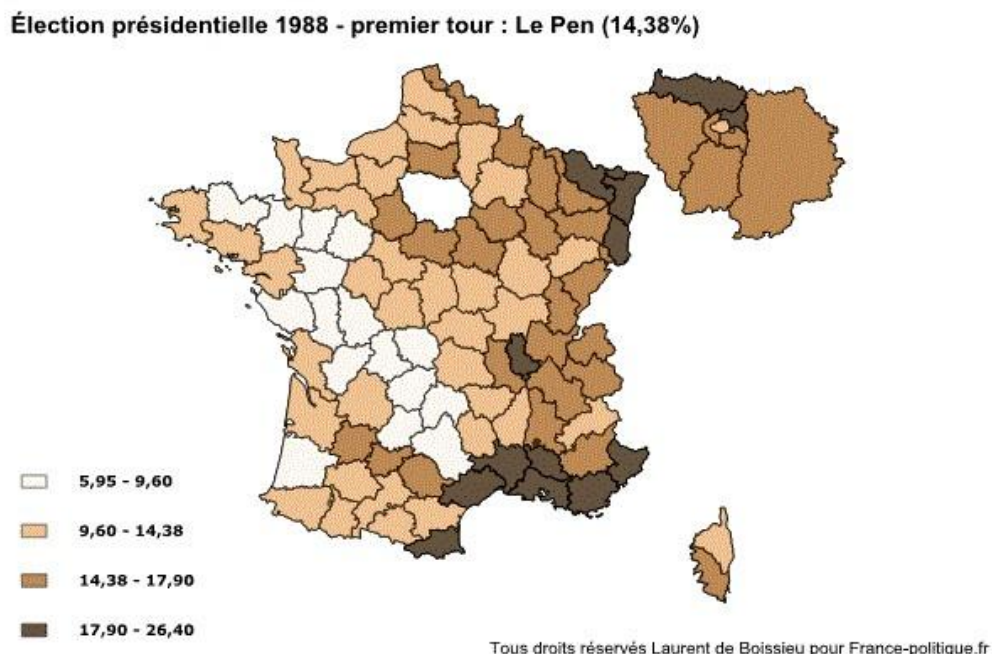 Élection présidentielle 1988 - premier tour : Le Pen (14,38%)
5,95 - 9,60
9,60 - 14,38
14,38 - 17,90
17,90 - 26,40
Tous droits réservés Laurent de Boissieu pour France-politique.fr